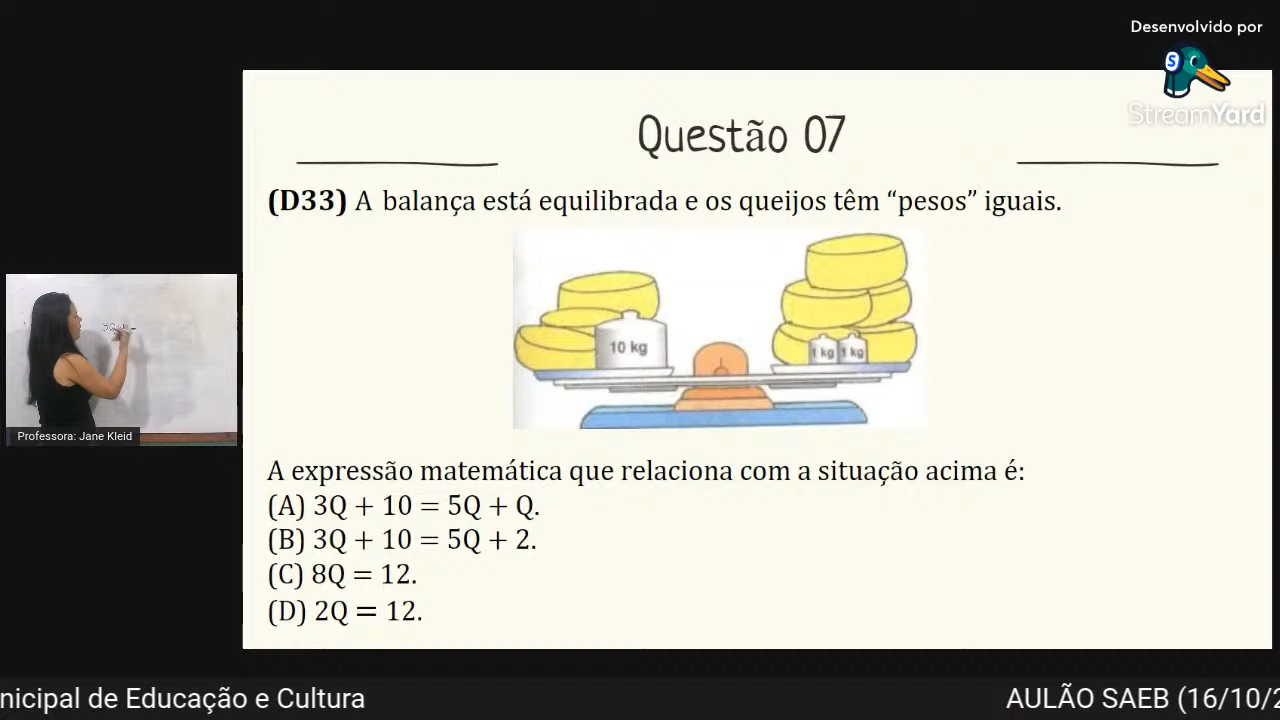 Desenvolvido por
S
StreamYard
Questão 07
(D33) A balança está equilibrada e os queijos têm “pesos” iguais.
10 kg
1 kg 1 kg
A expressão matemática que relaciona com a situação acima é:
(A) 3Q + 10 = 5Q + Q.
(B) 3Q + 10 = 5Q + 2.
(C) 8Q = 12.
(D) 2Q = 12.
Professora: Jane Kleid
nicipal de Educação e Cultura
AULÃO SAEB (16/10/2